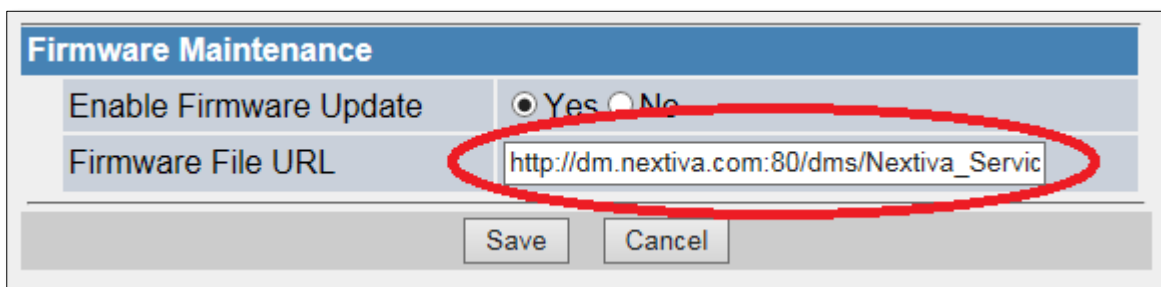 Firmware Maintenance
Enable Firmware Update Yes No
Firmware File URL http://dm.nextiva.com:80/dms/Nextiva_Servic
Save Cancel